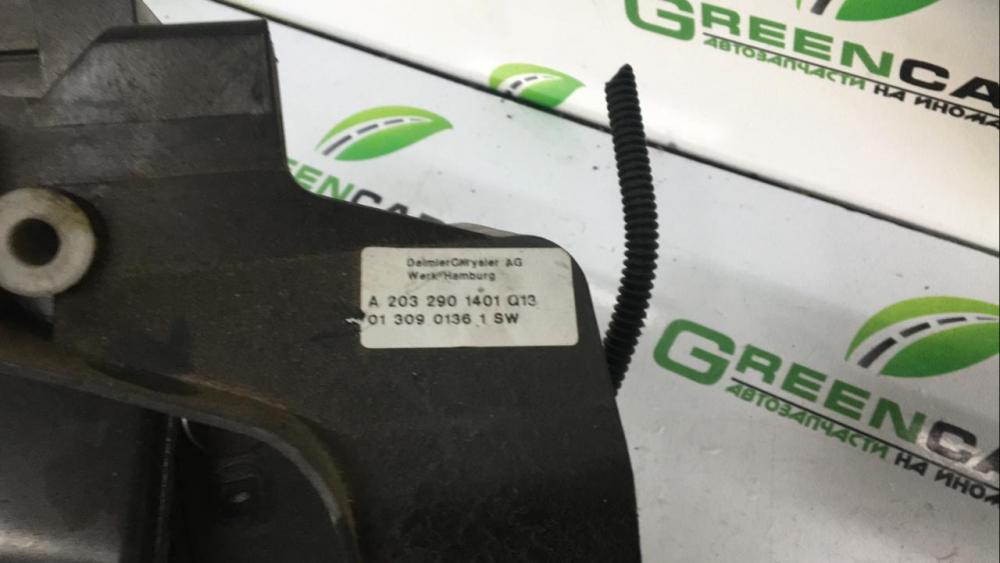 GREENCA
АВТОЗАПЧАСТИ НА ИНОМА
ENCA
DaimlerChrysler AG
Werk Hamburg
A 203 290 1401 Q13
01 309 0136 1 SW
GREENCA
АВТОЗАПЧАСТИ НА ИНОМА